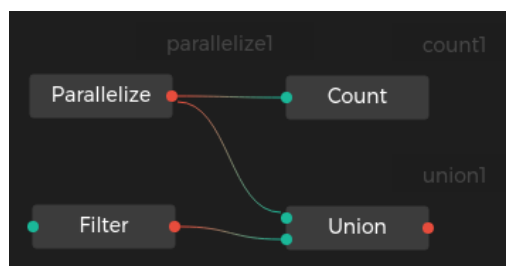 parallelize1
count1
Parallelize
Count
union1
Filter
Union